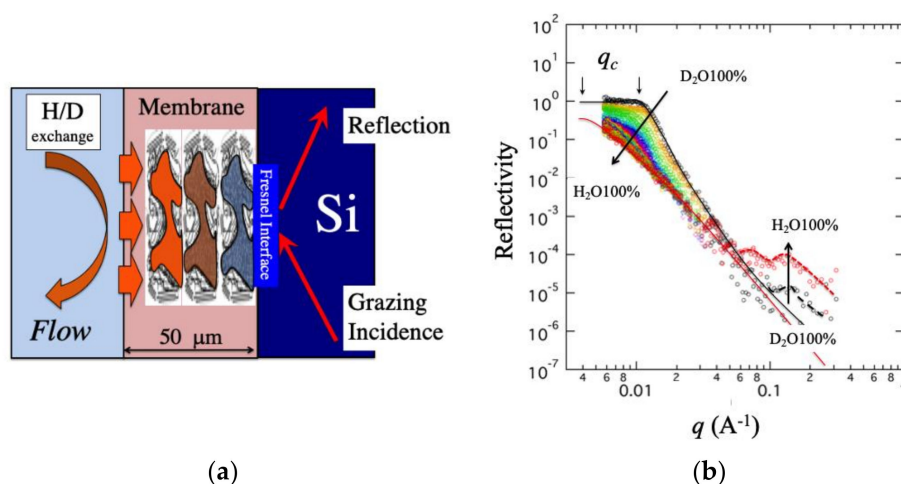 H/D
exchange
Membrane
Reflection
Fresnel Interface
Si
Grazing
Incidence
Flow
50 μm
(a)
Reflectivity
10²
10¹
10⁰
10⁻¹
10⁻²
10⁻³
10⁻⁴
10⁻⁵
10⁻⁶
10⁻⁷
q_c
D₂O100%
H₂O100%
H₂O100%
D₂O100%
4 6 8 0.01 2 4 6 8 0.1 2 4 6 8
q (A⁻¹)
(b)